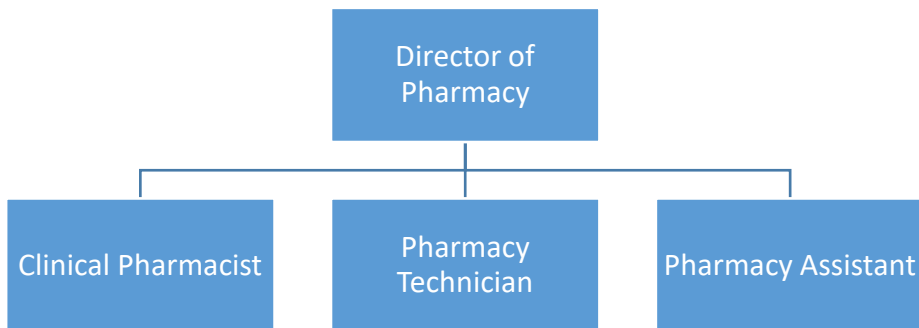 Director of
Pharmacy
Clinical Pharmacist
Pharmacy
Technician
Pharmacy Assistant